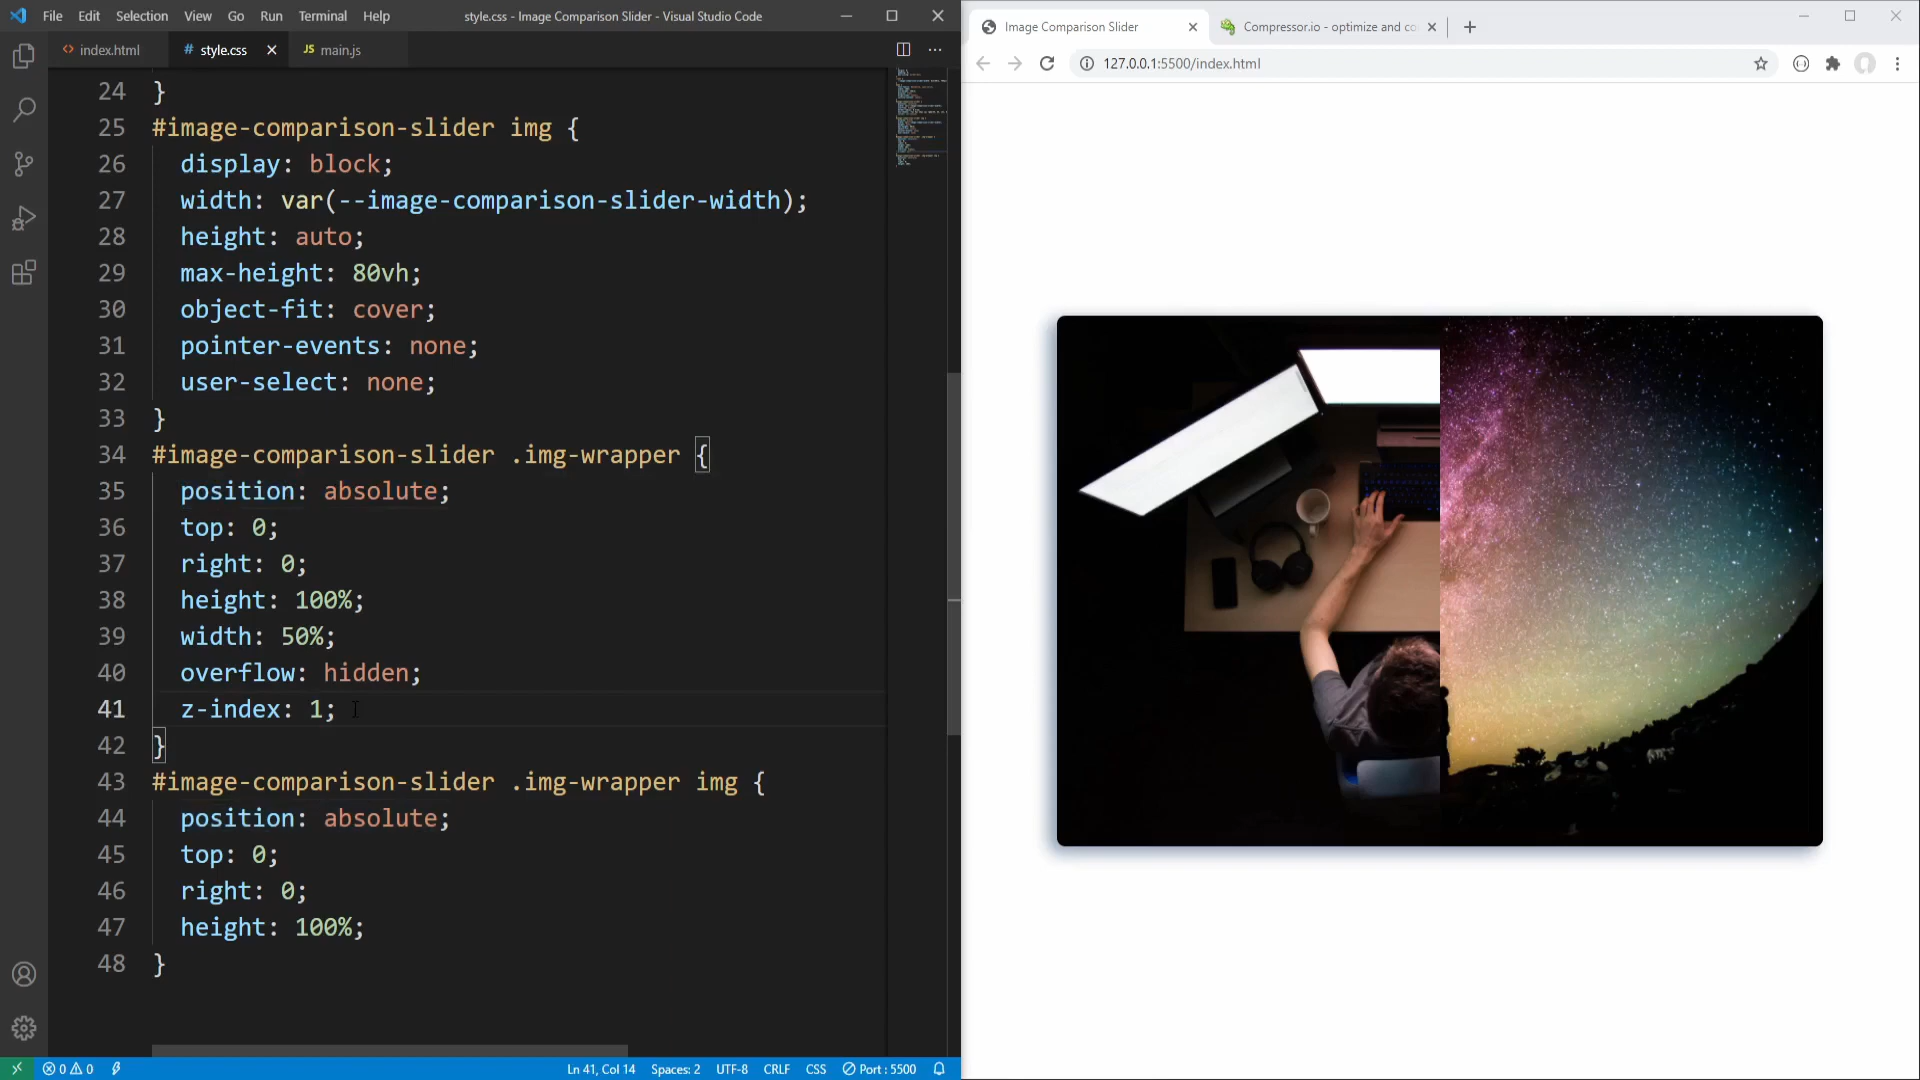 File Edit Selection View Go Run Terminal Help style.css - Image Comparison Slider - Visual Studio Code
index.html
# style.css
JS main.js
24 }
25 #image-comparison-slider img {
26 display: block;
27 width: var(--image-comparison-slider-width);
28 height: auto;
29 max-height: 80vh;
30 object-fit: cover;
31 pointer-events: none;
32 user-select: none;
33 }
34 #image-comparison-slider .img-wrapper {
35 position: absolute;
36 top: 0;
37 right: 0;
38 height: 100%;
39 width: 50%;
40 overflow: hidden;
41 z-index: 1;
42 }
43 #image-comparison-slider .img-wrapper img {
44 position: absolute;
45 top: 0;
46 right: 0;
47 height: 100%;
48 }
0 0
Ln 41, Col 14 Spaces: 2 UTF-8 CRLF CSS Port : 5500
Image Comparison Slider
Compressor.io - optimize and co
127.0.0.1:5500/index.html